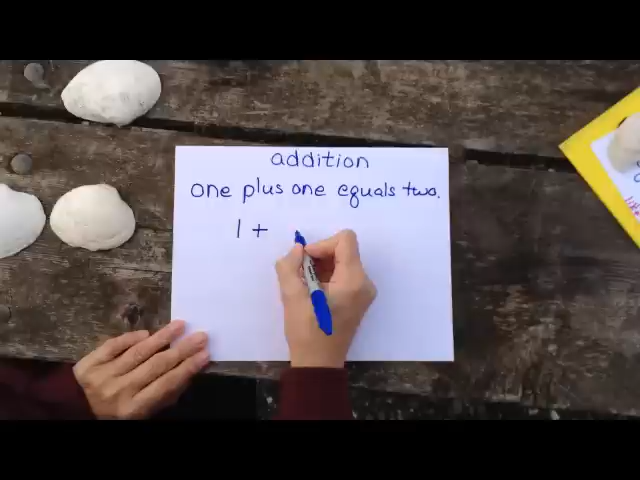 addition
one plus one equals two.
1 +